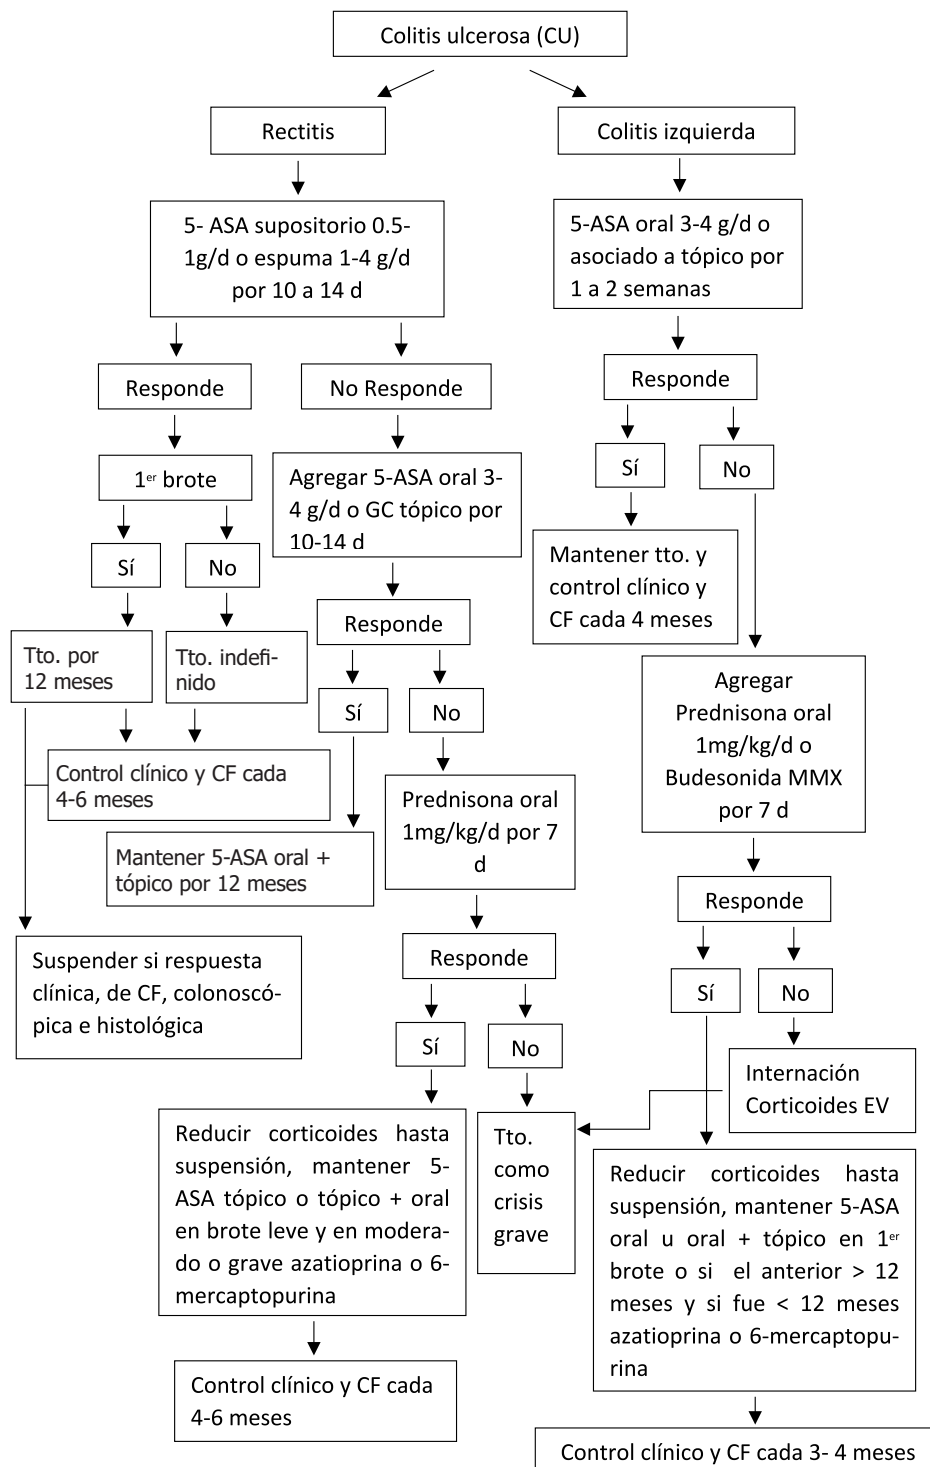 Colitis ulcerosa (CU)
Rectitis
Colitis izquierda
5- ASA supositorio 0.5-
1g/d o espuma 1-4 g/d
por 10 a 14 d
5-ASA oral 3-4 g/d o
asociado a tópico por
1 a 2 semanas
Responde
No Responde
Responde
1er brote
Agregar 5-ASA oral 3-
4 g/d o GC tópico por
10-14 d
Sí
No
Sí
No
Mantener tto. y
control clínico y
CF cada 4 meses
Responde
Tto. por
12 meses
Tto. indefi-
nido
Sí
No
Agregar
Prednisona oral
1mg/kg/d o
Budesonida MMX
por 7 d
Control clínico y CF cada
4-6 meses
Prednisona oral
1mg/kg/d por 7
d
Mantener 5-ASA oral +
tópico por 12 meses
Responde
Suspender si respuesta
clínica, de CF, colonoscó-
pica e histológica
Responde
Sí
No
Sí
No
Internación
Corticoides EV
Reducir corticoides hasta
suspensión, mantener 5-
ASA tópico o tópico + oral
en brote leve y en modera-
do o grave azatioprina o 6-
mercaptopurina
Tto.
como
crisis
grave
Reducir corticoides hasta
suspensión, mantener 5-ASA
oral u oral + tópico en 1er
brote o si el anterior > 12
meses y si fue < 12 meses
azatioprina o 6-mercaptopu-
rina
Control clínico y CF cada
4-6 meses
Control clínico y CF cada 3- 4 meses